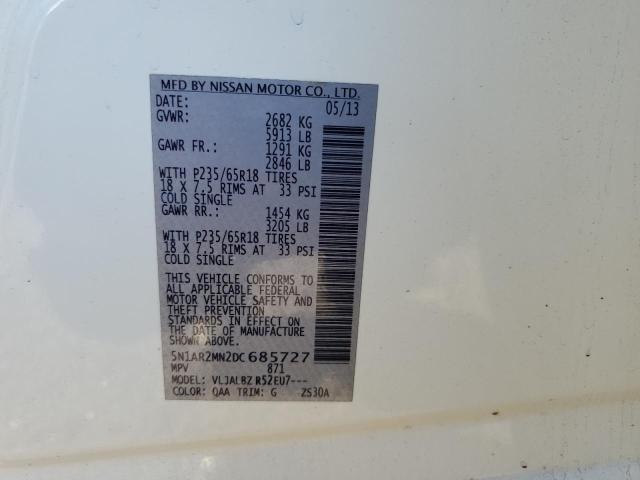 MFD BY NISSAN MOTOR CO., LTD.
DATE: 05/13
GVWR: 2682 KG
5913 LB
GAWR FR.: 1291 KG
2846 LB
WITH P235/65R18 TIRES
18 X 7.5 RIMS AT 33 PSI
COLD SINGLE
GAWR RR.: 1454 KG
3205 LB
WITH P235/65R18 TIRES
18 X 7.5 RIMS AT 33 PSI
COLD SINGLE
THIS VEHICLE CONFORMS TO
ALL APPLICABLE FEDERAL
MOTOR VEHICLE SAFETY AND
THEFT PREVENTION
STANDARDS IN EFFECT ON
THE DATE OF MANUFACTURE
SHOWN ABOVE.
5N1AR2MN2DC685727
MPV 871
MODEL: VLJALBZ R52EU7---
COLOR: QAA TRIM: G ZS30A